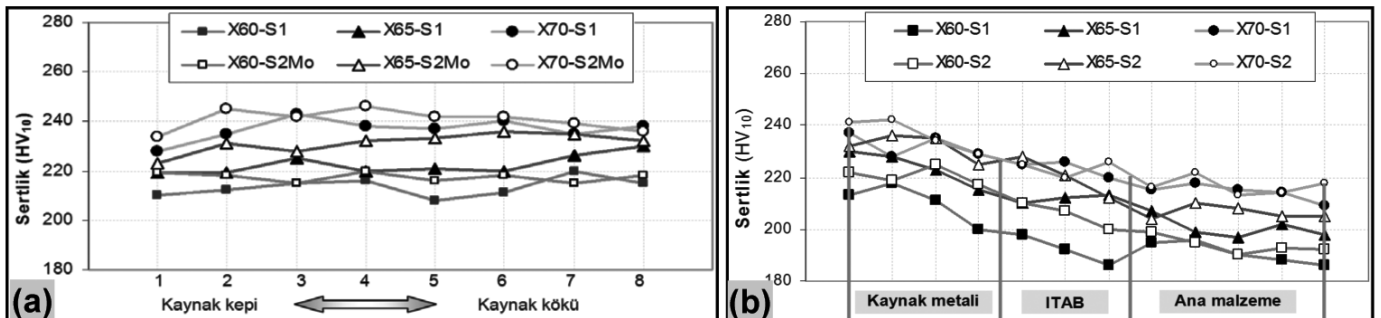 280
X60-S1 X65-S1 X70-S1
X60-S2Mo X65-S2Mo X70-S2Mo
260
240
220
200
180
Sertlik (HV10)
1 2 3 4 5 6 7 8
Kaynak kepi Kaynak kökü
(a)
280
X60-S1 X65-S1 X70-S1
X60-S2 X65-S2 X70-S2
260
240
220
200
180
Sertlik (HV10)
Kaynak metali ITAB Ana malzeme
(b)